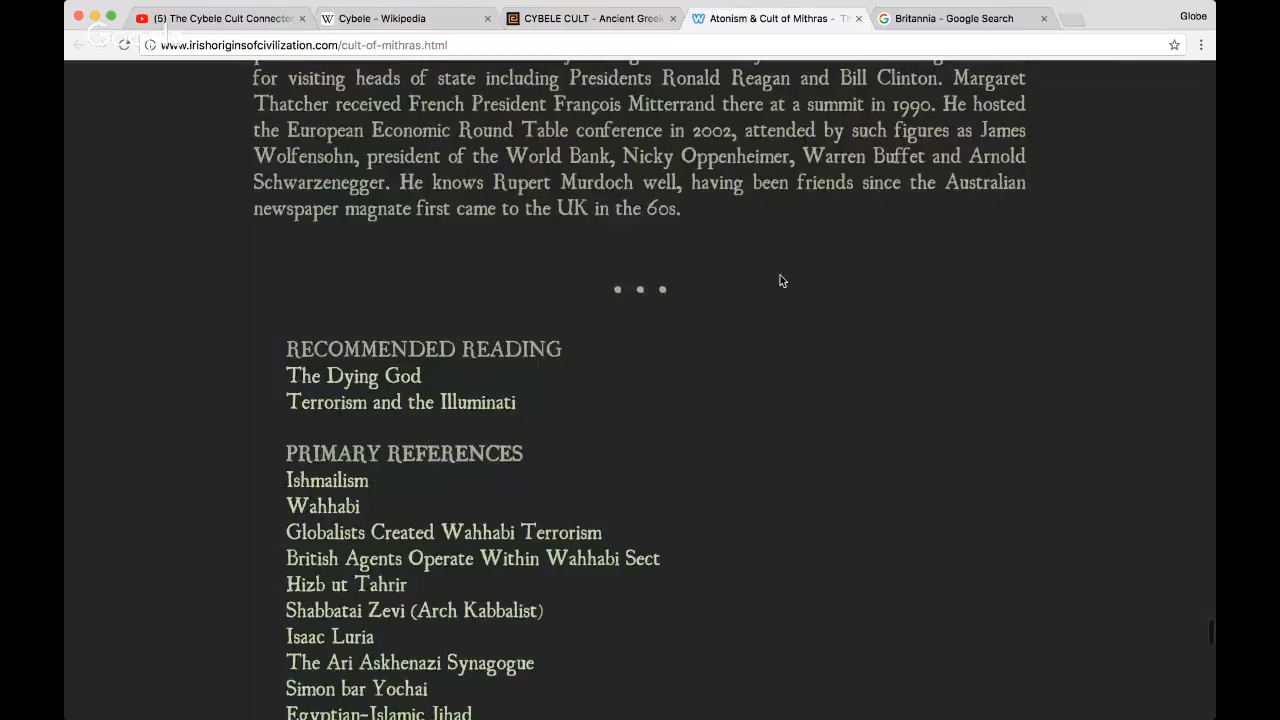 (5) The Cybele Cult Connecte
Cybele - Wikipedia
CYBELE CULT - Ancient Greek
Atonism & Cult of Mithras - Th
Britannia - Google Search
Globe
www.irishoriginsofcivilization.com/cult-of-mithras.html
for visiting heads of state including Presidents Ronald Reagan and Bill Clinton. Margaret
Thatcher received French President François Mitterrand there at a summit in 1990. He hosted
the European Economic Round Table conference in 2002, attended by such figures as James
Wolfensohn, president of the World Bank, Nicky Oppenheimer, Warren Buffet and Arnold
Schwarzenegger. He knows Rupert Murdoch well, having been friends since the Australian
newspaper magnate first came to the UK in the 60s.
• • •
RECOMMENDED READING
The Dying God
Terrorism and the Illuminati
PRIMARY REFERENCES
Ishmailism
Wahhabi
Globalists Created Wahhabi Terrorism
British Agents Operate Within Wahhabi Sect
Hizb ut Tahrir
Shabbatai Zevi (Arch Kabbalist)
Isaac Luria
The Ari Askhenazi Synagogue
Simon bar Yochai
Egyptian-Islamic Jihad